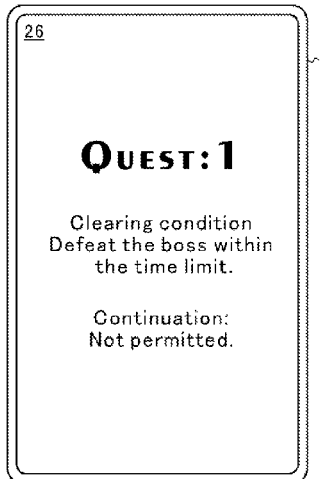 26
QUEST:1
Clearing condition
Defeat the boss within
the time limit.
Continuation:
Not permitted.